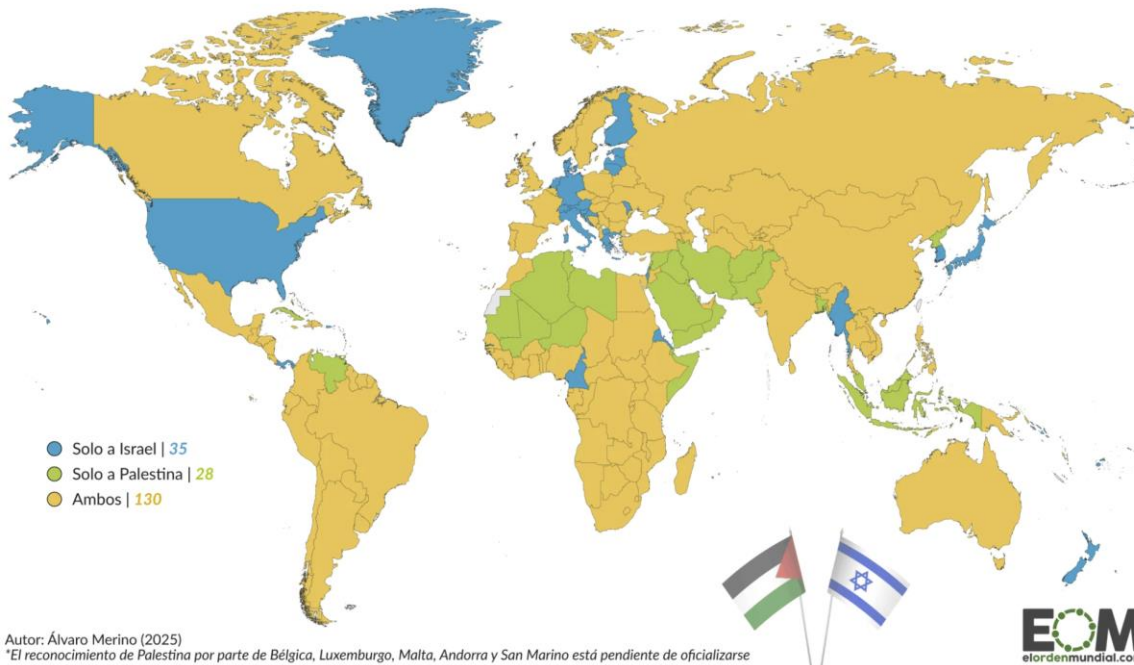 Solo a Israel | 35
Solo a Palestina | 28
Ambos | 130
Autor: Álvaro Merino (2025)
*El reconocimiento de Palestina por parte de Bélgica, Luxemburgo, Malta, Andorra y San Marino está pendiente de oficializarse
EOM
elordenmundial.co